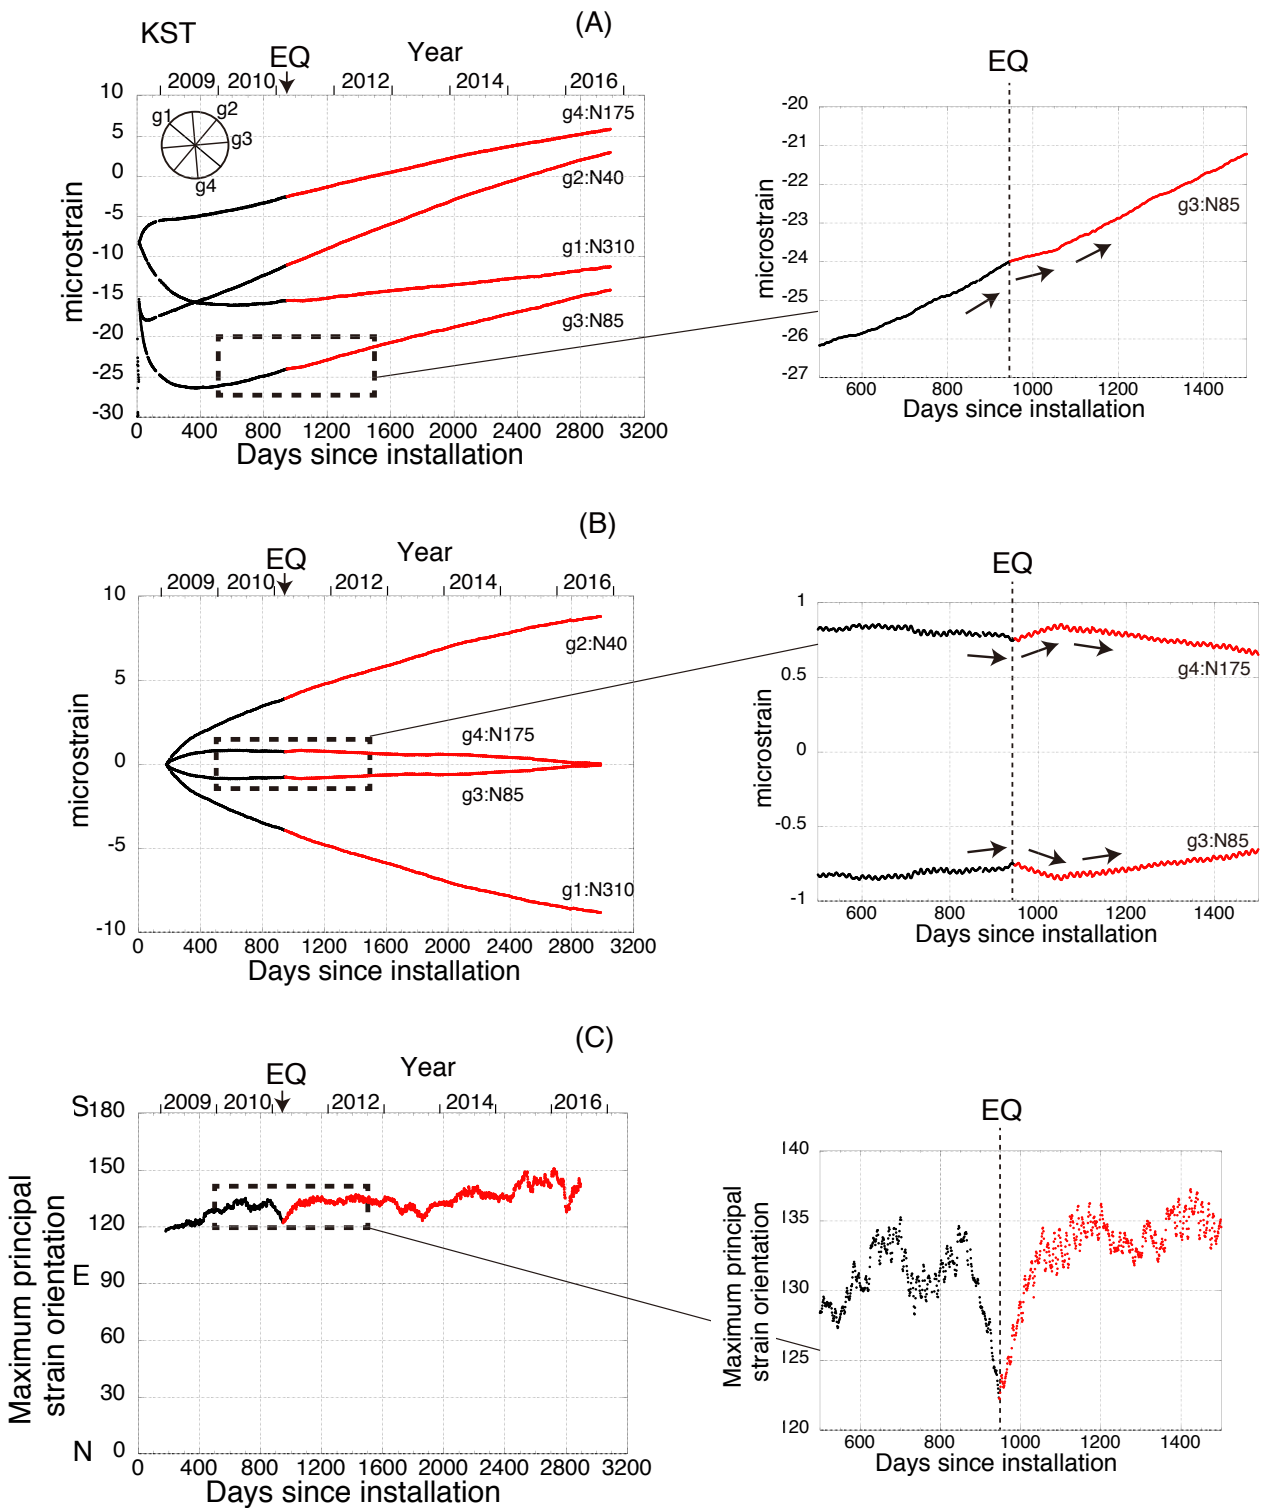 (A)
KST
EQ
Year
2009 2010 2012 2014 2016
10
5
0
-5
-10
-15
-20
-25
-30
microstrain
g1
g2
g3
g4
g4:N175
g2:N40
g1:N310
g3:N85
0 400 800 1200 1600 2000 2400 2800 3200
Days since installation
EQ
-20
-21
-22
-23
-24
-25
-26
-27
microstrain
g3:N85
600 800 1000 1200 1400
Days since installation
(B)
EQ
Year
2009 2010 2012 2014 2016
10
5
0
-5
-10
microstrain
g2:N40
g4:N175
g3:N85
g1:N310
0 400 800 1200 1600 2000 2400 2800 3200
Days since installation
EQ
1
0.5
0
-0.5
-1
microstrain
g4:N175
g3:N85
600 800 1000 1200 1400
Days since installation
(C)
EQ
Year
2009 2010 2012 2014 2016
S 180
150
120
E 90
60
30
N 0
Maximum principal
strain orientation
0 400 800 1200 1600 2000 2400 2800 3200
Days since installation
EQ
140
135
130
125
120
Maximum principal
strain orientation
600 800 1000 1200 1400
Days since installation